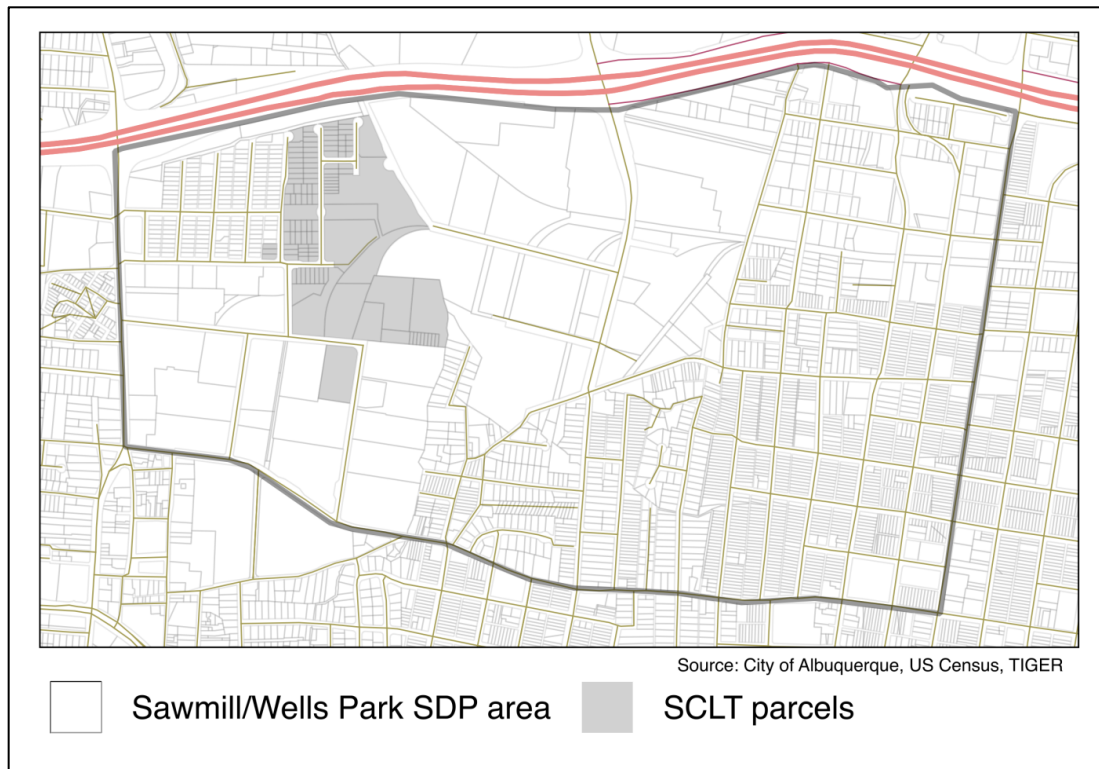 Source: City of Albuquerque, US Census, TIGER
Sawmill/Wells Park SDP area
SCLT parcels